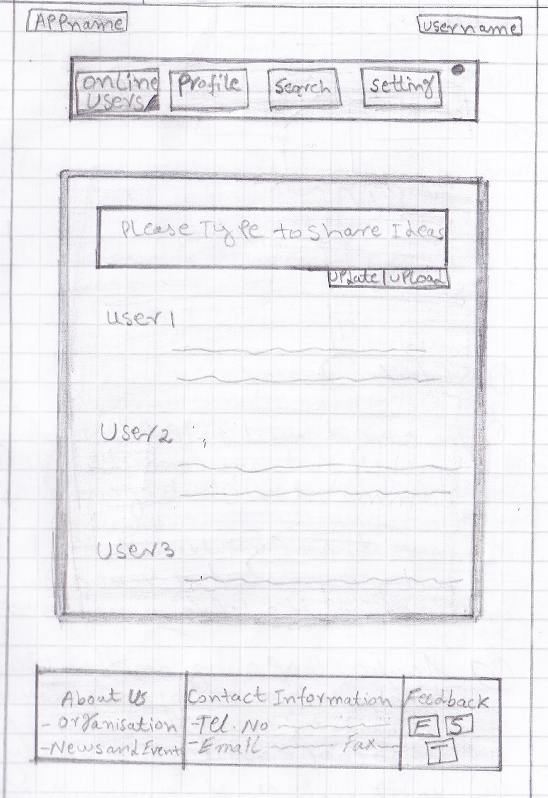 APPname
Username
Online Users
Profile
Search
Setting
Please Type to Share Ideas
Update Upload
User1
User2
User3
About Us
- Organisation
- News and Event
Contact Information
- Tel. No
- Email Fax
Feedback
F S
T